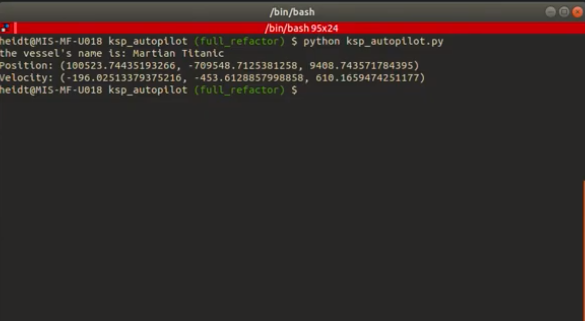 /bin/bash
/bin/bash 95x24
heidt@MIS-MF-U018 ksp_autopilot (full_refactor) $ python ksp_autopilot.py
the vessel's name is: Martian Titanic
Position: (100523.74435193266, -709548.7125381258, 9408.743571784395)
Velocity: (-196.02513379375216, -453.6128857998858, 610.1659474251177)
heidt@MIS-MF-U018 ksp_autopilot (full_refactor) $